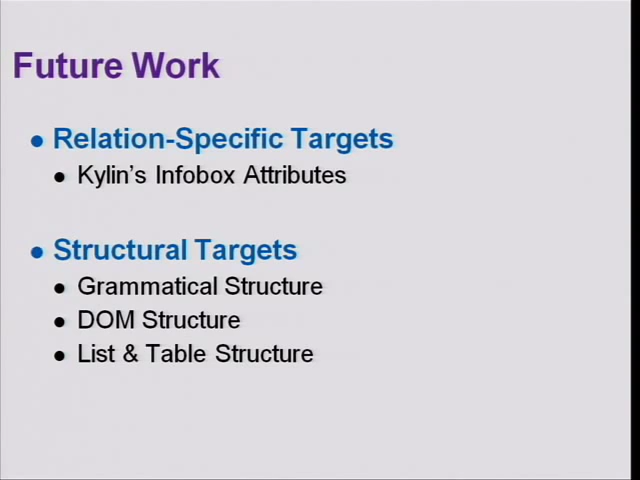 Future Work
Relation-Specific Targets
Kylin's Infobox Attributes
Structural Targets
Grammatical Structure
DOM Structure
List & Table Structure